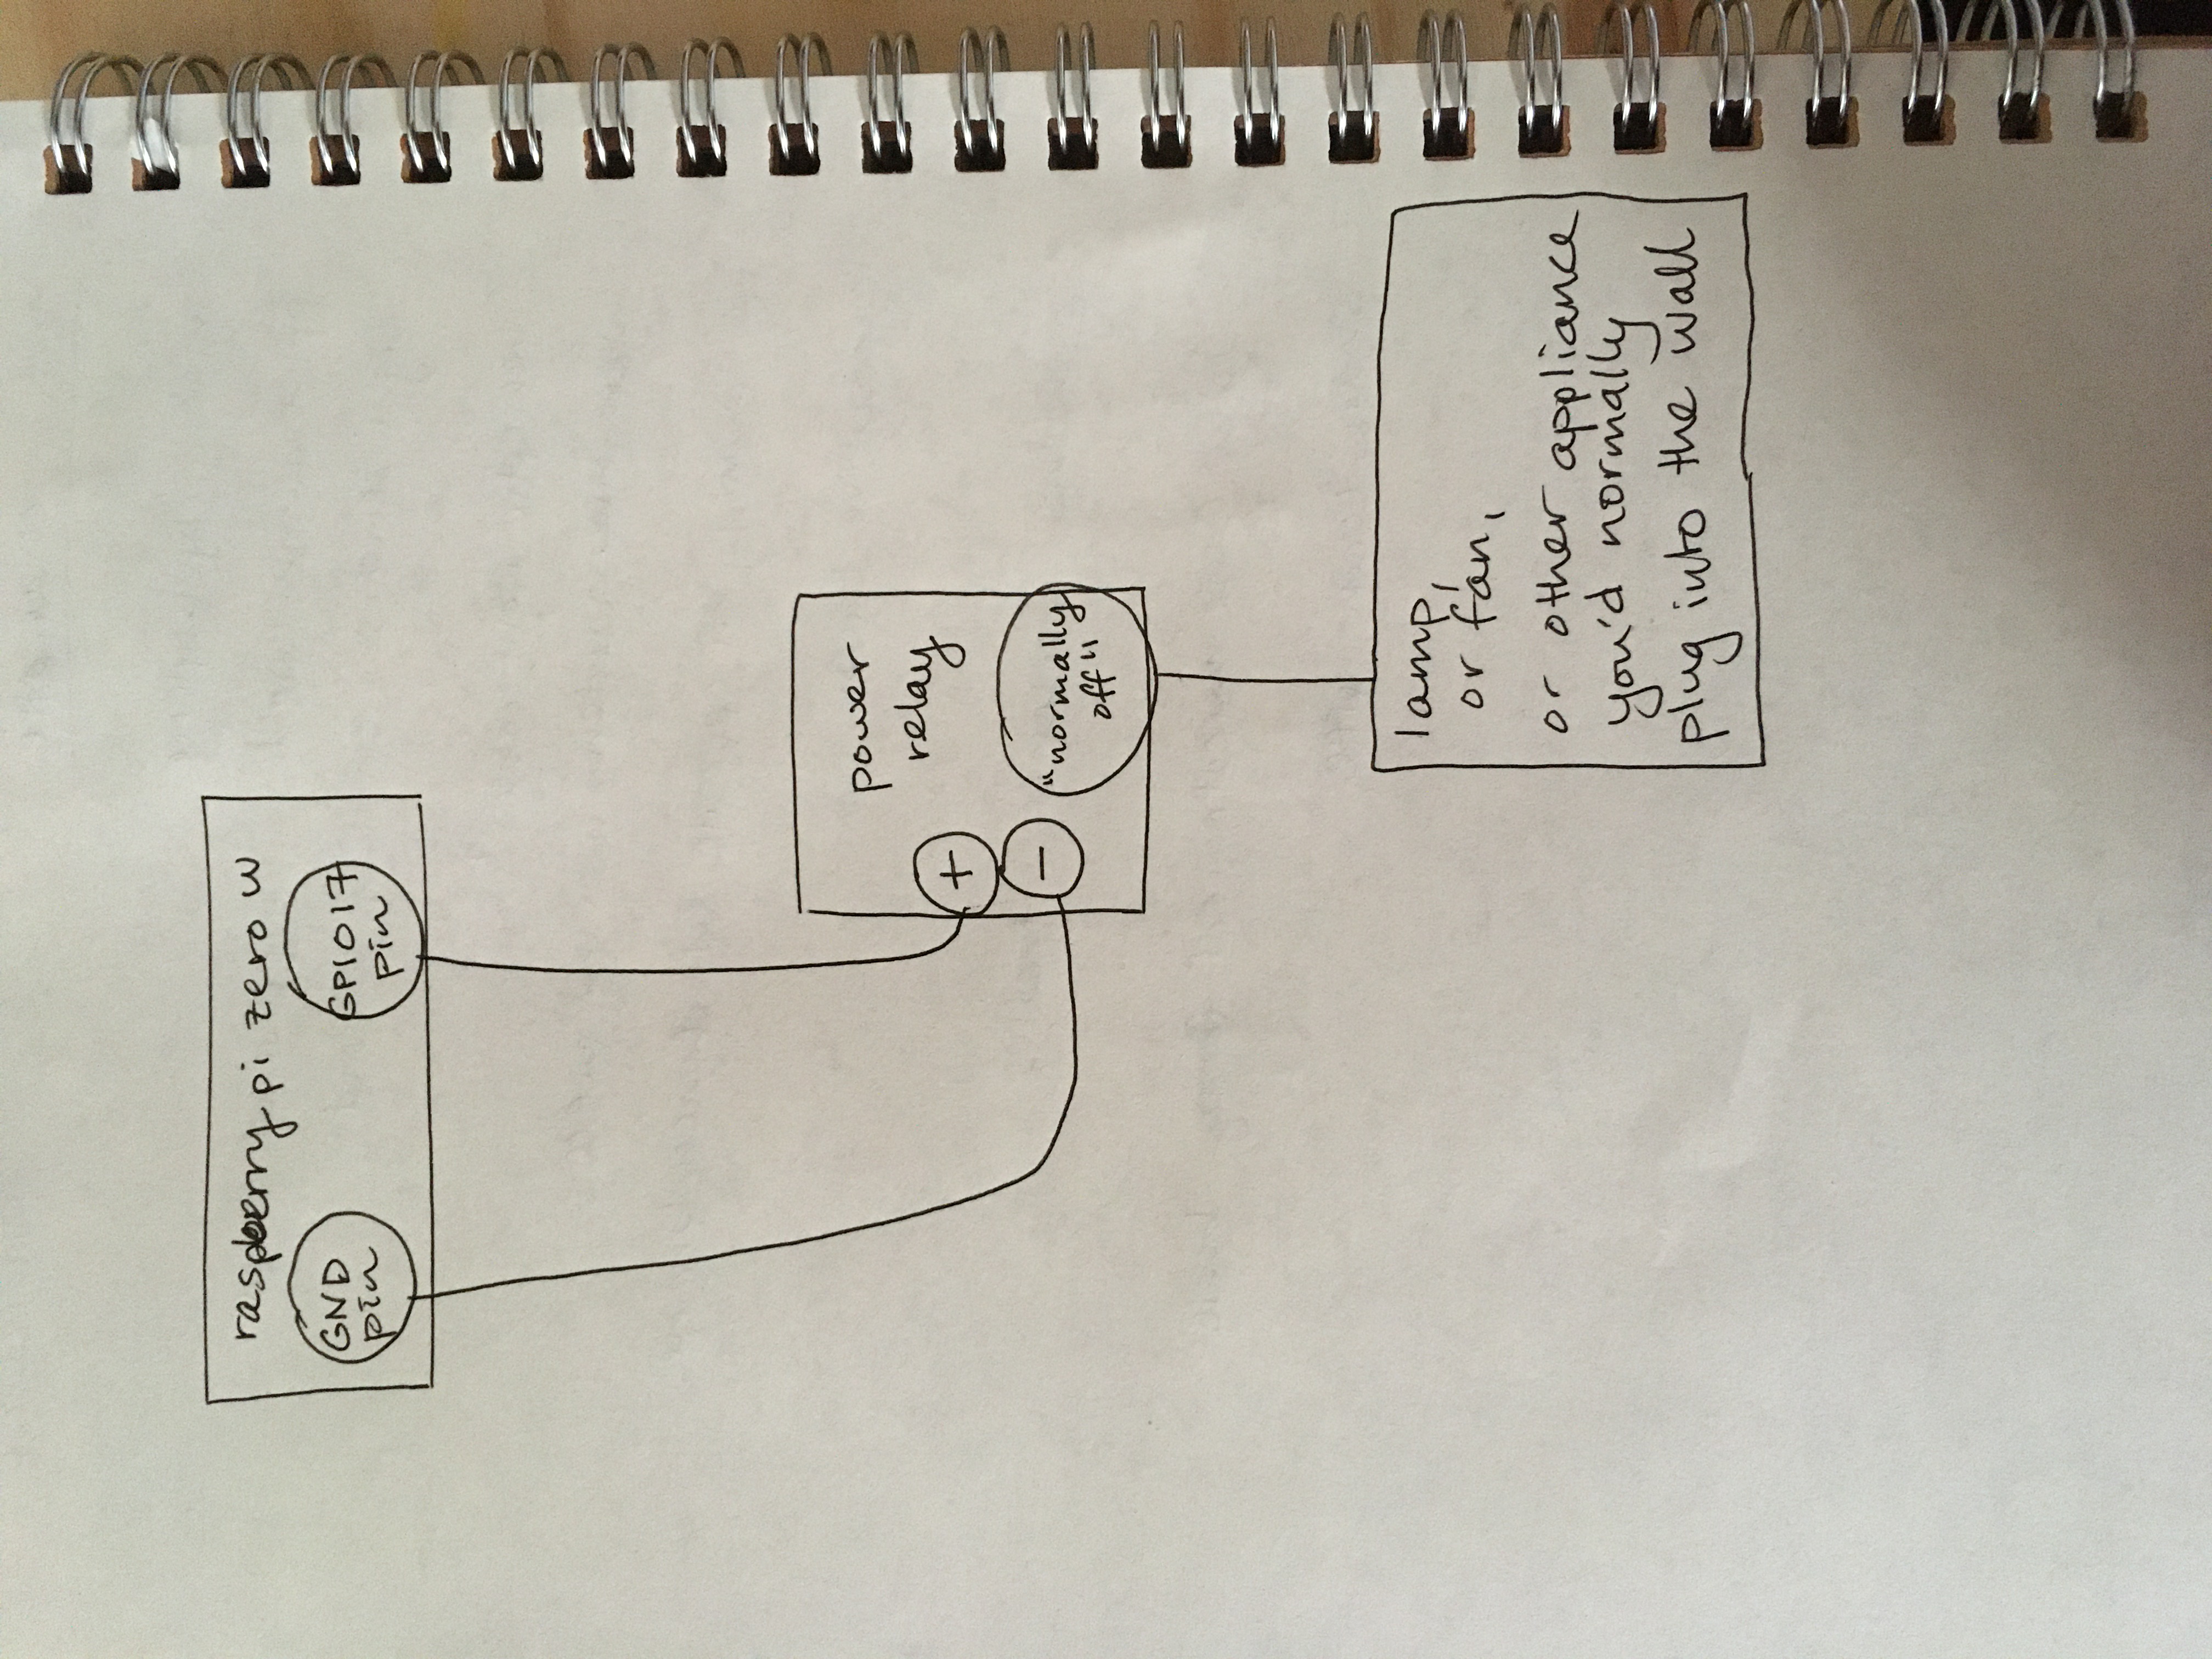 raspberry pi zero w
GND
pin
GPIO17
pin
power
relay
+
−
"normally
off"
lamp,
or fan,
or other appliance
you'd normally
plug into the wall